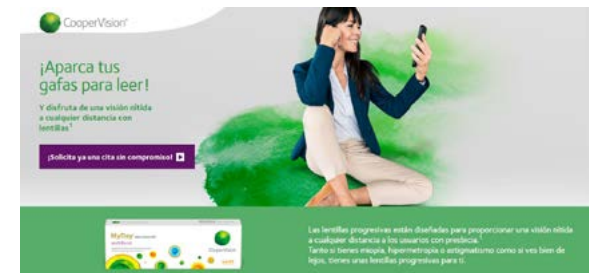 CooperVision®
¡Aparca tus
gafas para leer!
Y disfruta de una visión nítida
a cualquier distancia con
lentillas¹
¡Solicita ya una cita sin compromiso!
MyDay
CooperVision
Las lentillas progresivas están diseñadas para proporcionar una visión nítida
a cualquier distancia a los usuarios con presbicia.¹
Tanto si tienes miopía, hipermetropía o astigmatismo como si ves bien de
lejos, tienes unas lentillas progresivas para ti.